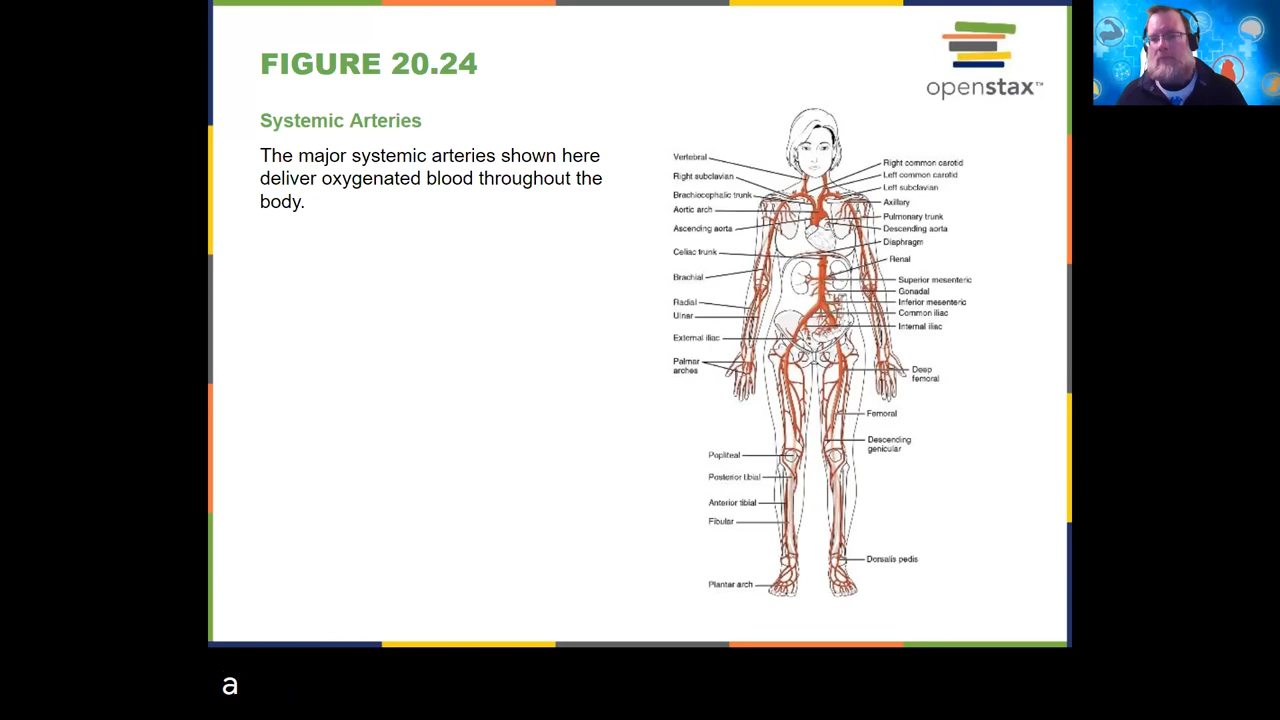 FIGURE 20.24
openstax™
Systemic Arteries
The major systemic arteries shown here
deliver oxygenated blood throughout the
body.
Vertebral
Right subclavian
Brachiocephalic trunk
Aortic arch
Ascending aorta
Celiac trunk
Brachial
Radial
Ulnar
External iliac
Palmar
arches
Popliteal
Posterior tibial
Anterior tibial
Fibular
Plantar arch
Right common carotid
Left common carotid
Left subclavian
Axillary
Pulmonary trunk
Descending aorta
Diaphragm
Renal
Superior mesenteric
Gonadal
Inferior mesenteric
Common iliac
Internal iliac
Deep
femoral
Femoral
Descending
genicular
Dorsalis pedis
a